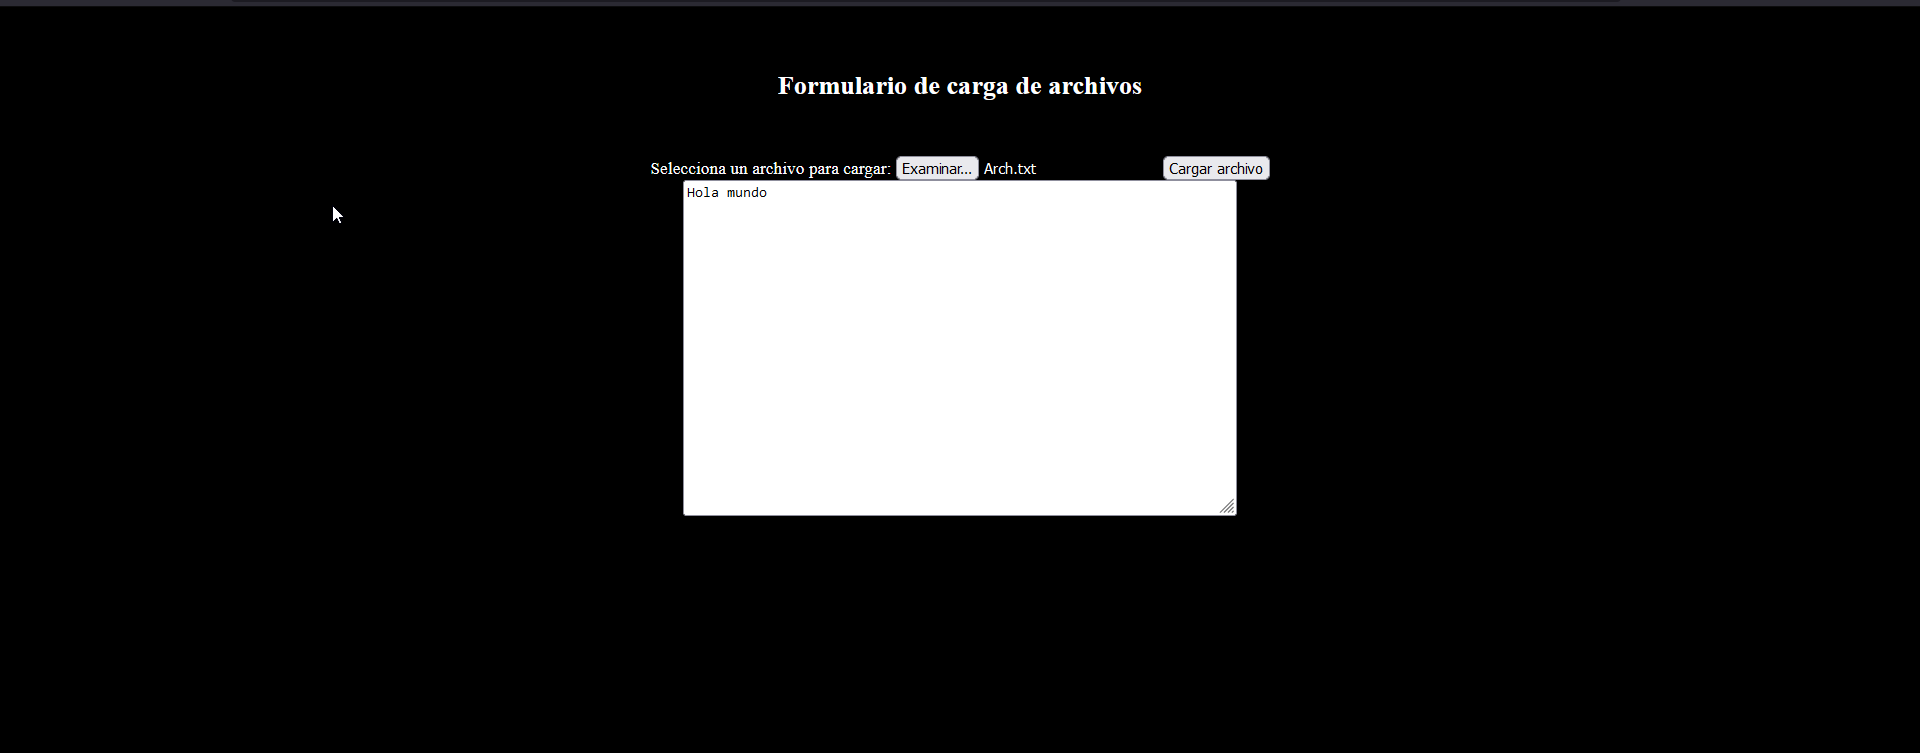 Formulario de carga de archivos
Selecciona un archivo para cargar: Examinar... Arch.txt Cargar archivo
Hola mundo